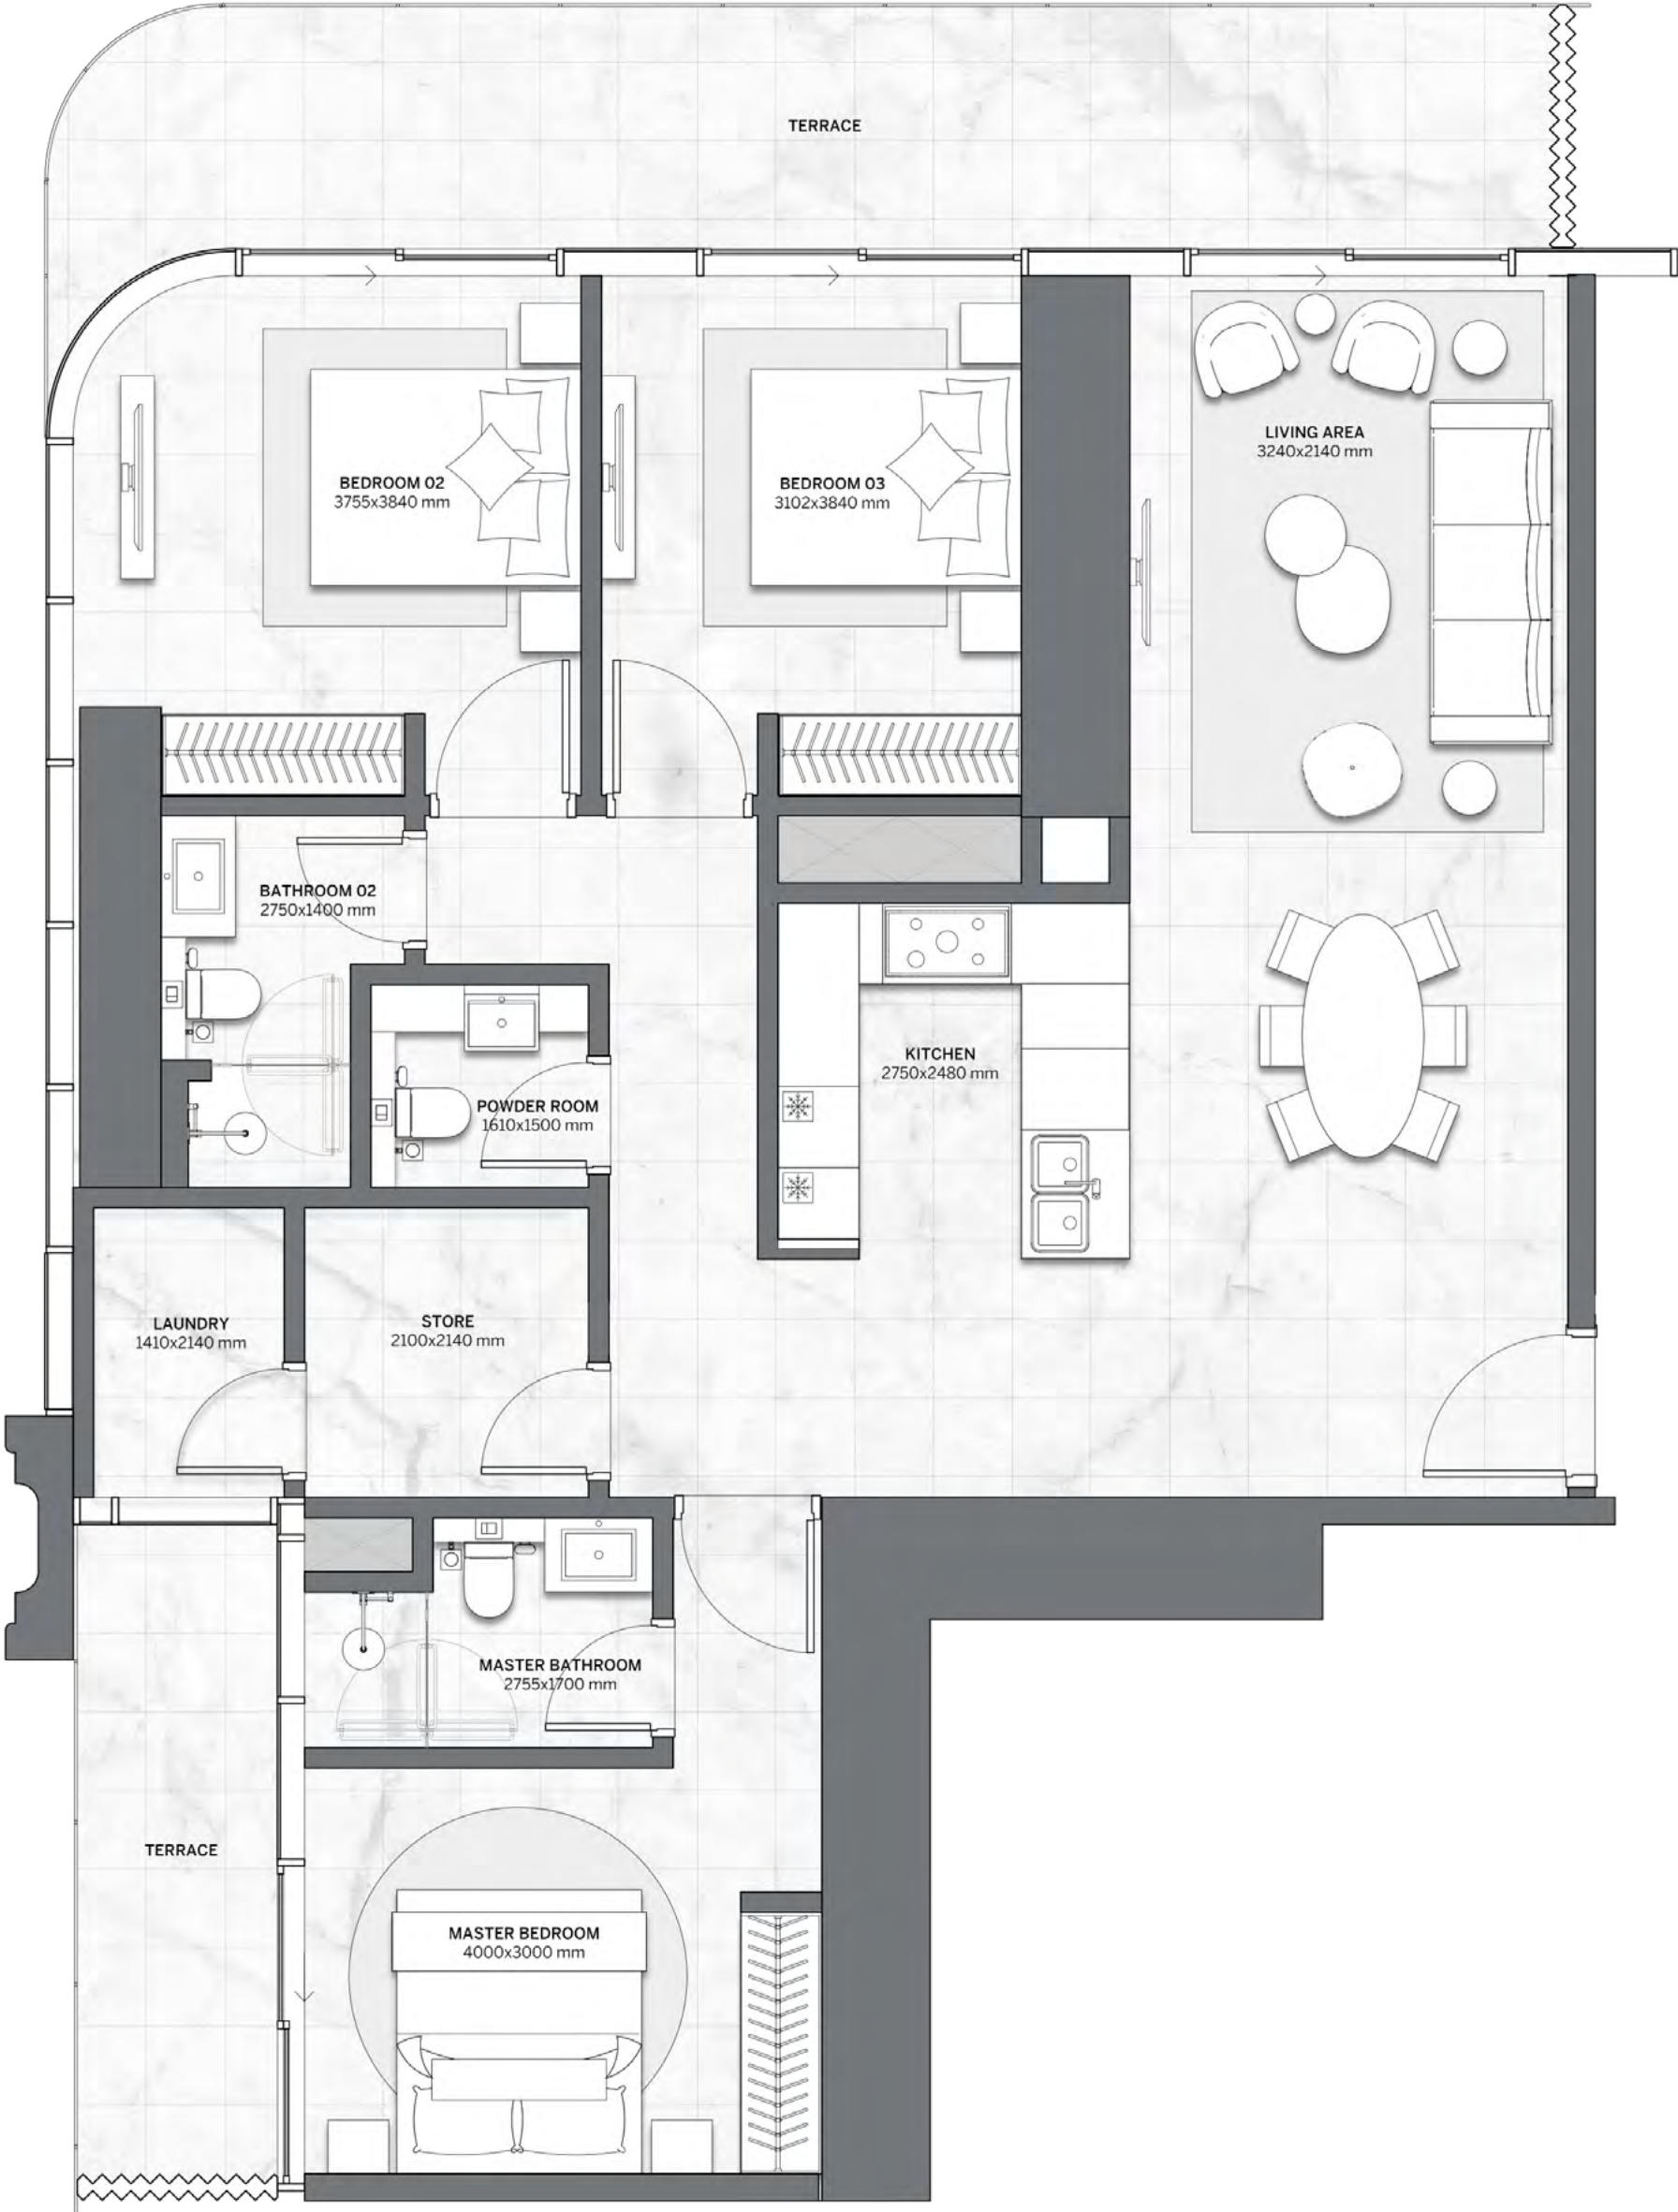 TERRACE
BEDROOM 02
3755x3840 mm
BEDROOM 03
3102x3840 mm
LIVING AREA
3240x2140 mm
BATHROOM 02
2750x1400 mm
KITCHEN
2750x2480 mm
POWDER ROOM
1610x1500 mm
LAUNDRY
1410x2140 mm
STORE
2100x2140 mm
MASTER BATHROOM
2755x1700 mm
TERRACE
MASTER BEDROOM
4000x3000 mm